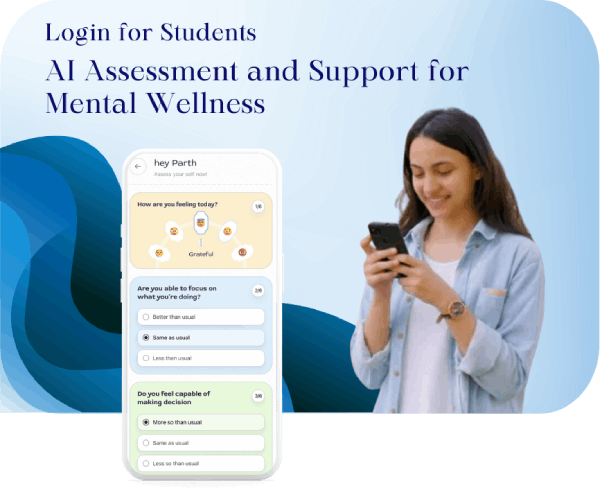 Login for Students
AI Assessment and Support for
Mental Wellness
hey Parth
Assess your self now!
How are you feeling today?
1/6
Grateful
Are you able to focus on
what you're doing?
2/6
Better than usual
Same as usual
Less than usual
Do you feel capable of
making decision
3/6
More so than usual
Same as usual
Less so than usual